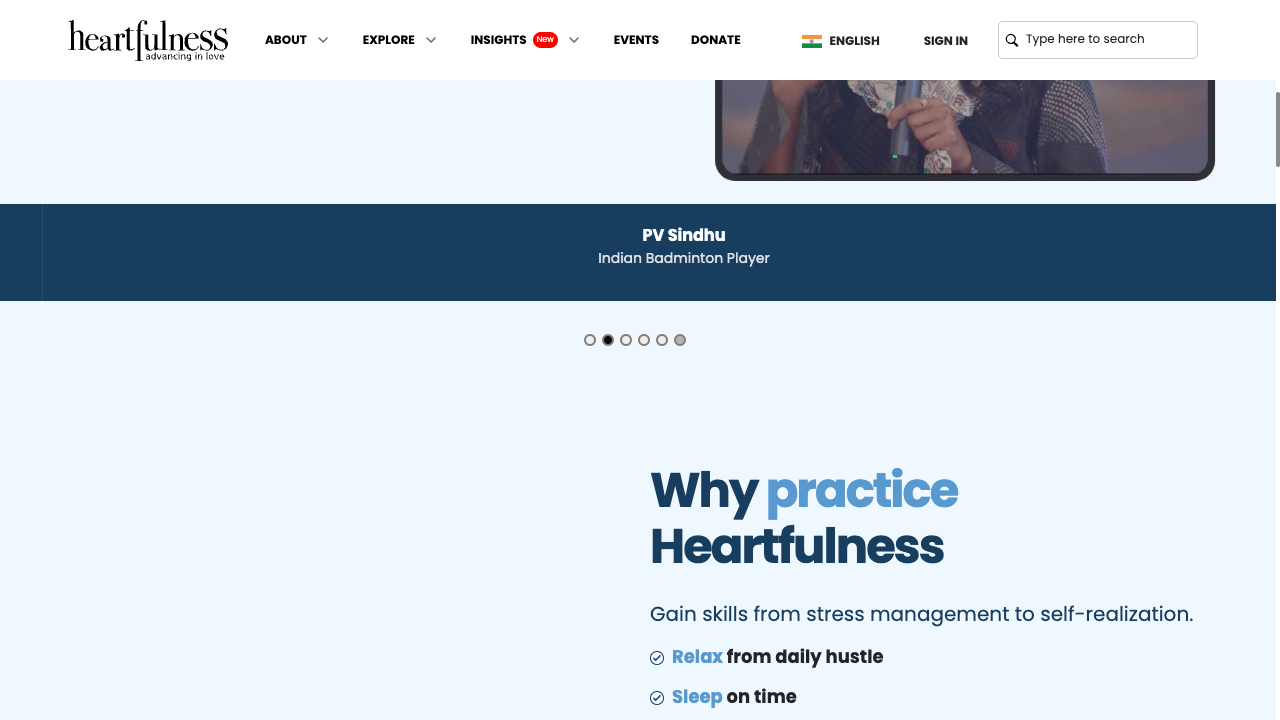 heartfulness
advancing in love
ABOUT
EXPLORE
INSIGHTS New
EVENTS
DONATE
ENGLISH
SIGN IN
Type here to search
PV Sindhu
Indian Badminton Player
Why practice
Heartfulness
Gain skills from stress management to self-realization.
Relax from daily hustle
Sleep on time